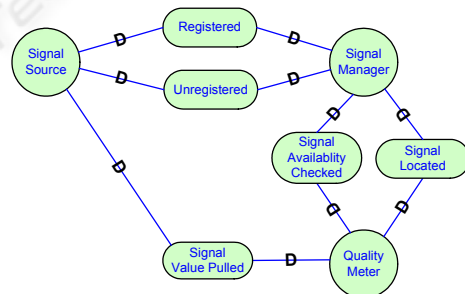 Registered
D
D
Signal
Source
Signal
Manager
D
D
Unregistered
D
D
Signal
Availablity
Checked
Signal
Located
D
D
D
Signal
Value Pulled
D
Quality
Meter